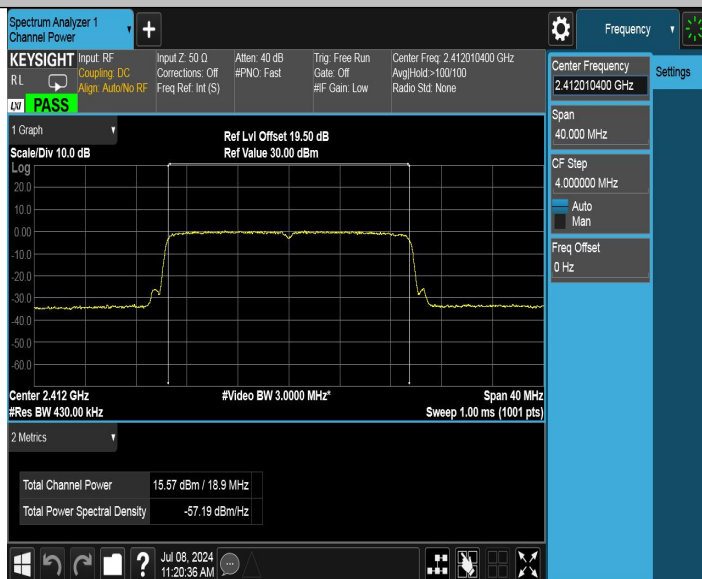 Spectrum Analyzer 1
Channel Power
+
Frequency
KEYSIGHT
RL
LXI
PASS
Input: RF
Coupling: DC
Align: Auto/No RF
Input Z: 50 Ω
Corrections: Off
Freq Ref: Int (S)
Atten: 40 dB
#PNO: Fast
Trig: Free Run
Gate: Off
#IF Gain: Low
Center Freq: 2.412010400 GHz
Avg|Hold:>100/100
Radio Std: None
Center Frequency
2.412010400 GHz
Settings
Span
40.000 MHz
CF Step
4.000000 MHz
Auto
Man
Freq Offset
0 Hz
1 Graph
Scale/Div 10.0 dB
Ref Lvl Offset 19.50 dB
Ref Value 30.00 dBm
Log
20.0
10.0
0.00
-10.0
-20.0
-30.0
-40.0
-50.0
-60.0
Center 2.412 GHz
#Video BW 3.0000 MHz*
Span 40 MHz
#Res BW 430.00 kHz
Sweep 1.00 ms (1001 pts)
2 Metrics
Total Channel Power 15.57 dBm / 18.9 MHz
Total Power Spectral Density -57.19 dBm/Hz
?
Jul 08, 2024
11:20:36 AM